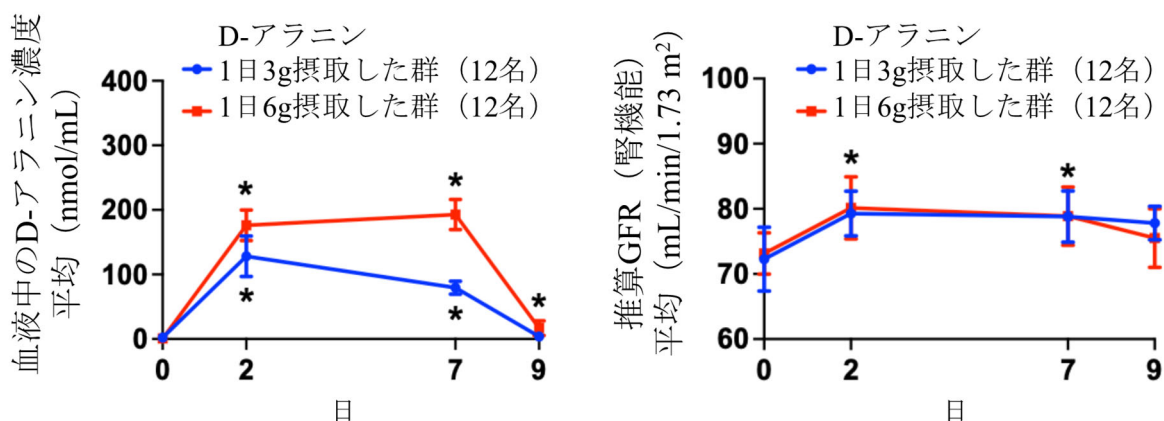 血液中のD-アラニン濃度
平均（nmol/mL）
D-アラニン
1日3g摂取した群（12名）
1日6g摂取した群（12名）
400
300
200
100
0
*
*
*
*
*
0 2 7 9
日
推算GFR（腎機能）
平均（mL/min/1.73 m²）
D-アラニン
1日3g摂取した群（12名）
1日6g摂取した群（12名）
100
90
80
70
60
*
*
0 2 7 9
日